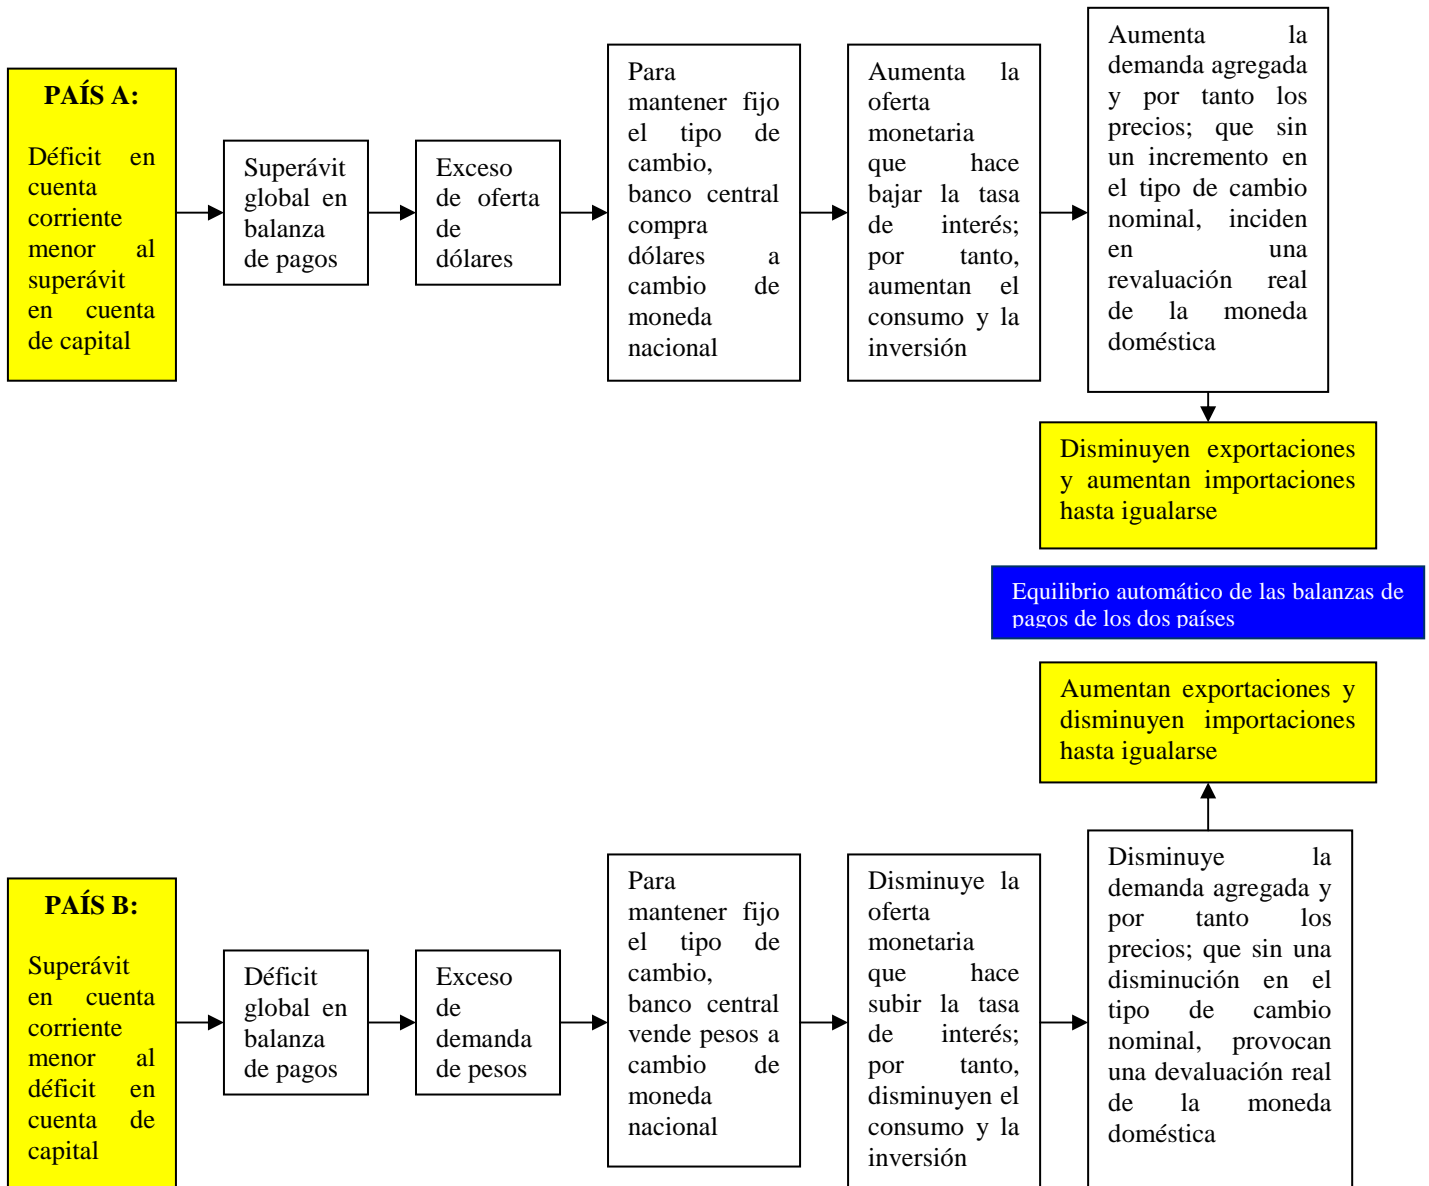 PAÍS A:
Déficit en
cuenta
corriente
menor al
superávit
en cuenta
de capital
Superávit
global en
balanza
de pagos
Exceso
de oferta
de
dólares
Para
mantener fijo
el tipo de
cambio,
banco central
compra
dólares a
cambio de
moneda
nacional
Aumenta la
oferta
monetaria
que hace
bajar la tasa
de interés;
por tanto,
aumentan el
consumo y la
inversión
Aumenta la
demanda agregada
y por tanto los
precios; que sin
un incremento en
el tipo de cambio
nominal, inciden
en una
revaluación real
de la moneda
doméstica
Disminuyen exportaciones
y aumentan importaciones
hasta igualarse
Equilibrio automático de las balanzas de
pagos de los dos países
Aumentan exportaciones y
disminuyen importaciones
hasta igualarse
PAÍS B:
Superávit
en cuenta
corriente
menor al
déficit en
cuenta de
capital
Déficit
global en
balanza
de pagos
Exceso
de
demanda
de pesos
Para
mantener fijo
el tipo de
cambio,
banco central
vende pesos a
cambio de
moneda
nacional
Disminuye la
oferta
monetaria
que hace
subir la tasa
de interés;
por tanto,
disminuyen el
consumo y la
inversión
Disminuye la
demanda agregada y
por tanto los
precios; que sin una
disminución en el
tipo de cambio
nominal, provocan
una devaluación real
de la moneda
doméstica